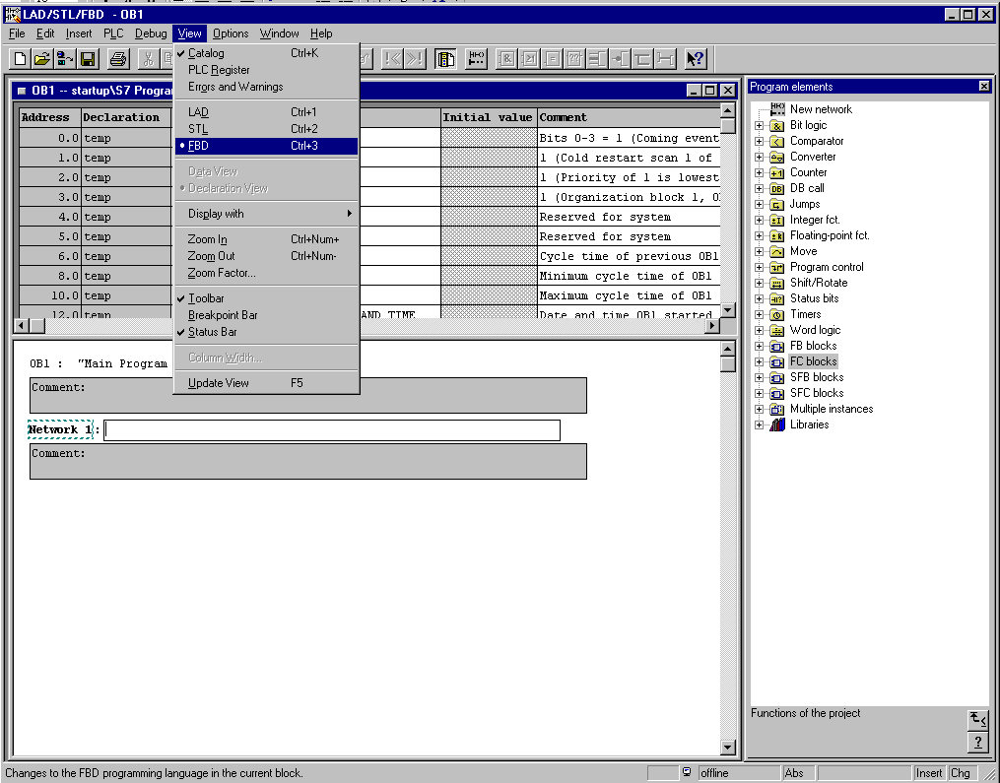 LAD/STL/FBD - OB1
File Edit Insert PLC Debug View Options Window Help
OB1 -- startup\S7 Progra
Address Declaration Initial value Comment
0.0 temp Bits 0-3 = 1 (Coming event
1.0 temp 1 (Cold restart scan 1 of
2.0 temp 1 (Priority of 1 is lowest
3.0 temp 1 (Organization block 1, O
4.0 temp Reserved for system
5.0 temp Reserved for system
6.0 temp Cycle time of previous OB1
8.0 temp Minimum cycle time of OB1
10.0 temp Maximum cycle time of OB1
12.0 temp AND_TIME Date and time OB1 started
Catalog Ctrl+K
PLC Register
Errors and Warnings
LAD Ctrl+1
STL Ctrl+2
FBD Ctrl+3
Data View
Declaration View
Display with
Zoom In Ctrl+Num+
Zoom Out Ctrl+Num-
Zoom Factor...
Toolbar
Breakpoint Bar
Status Bar
Column Width...
Update View F5
OB1 : "Main Program
Comment:
Network 1:
Comment:
Program elements
New network
Bit logic
Comparator
Converter
Counter
DB call
Jumps
Integer fct.
Floating-point fct.
Move
Program control
Shift/Rotate
Status bits
Timers
Word logic
FB blocks
FC blocks
SFB blocks
SFC blocks
Multiple instances
Libraries
Functions of the project
Changes to the FBD programming language in the current block.
offline Abs Insert Chg